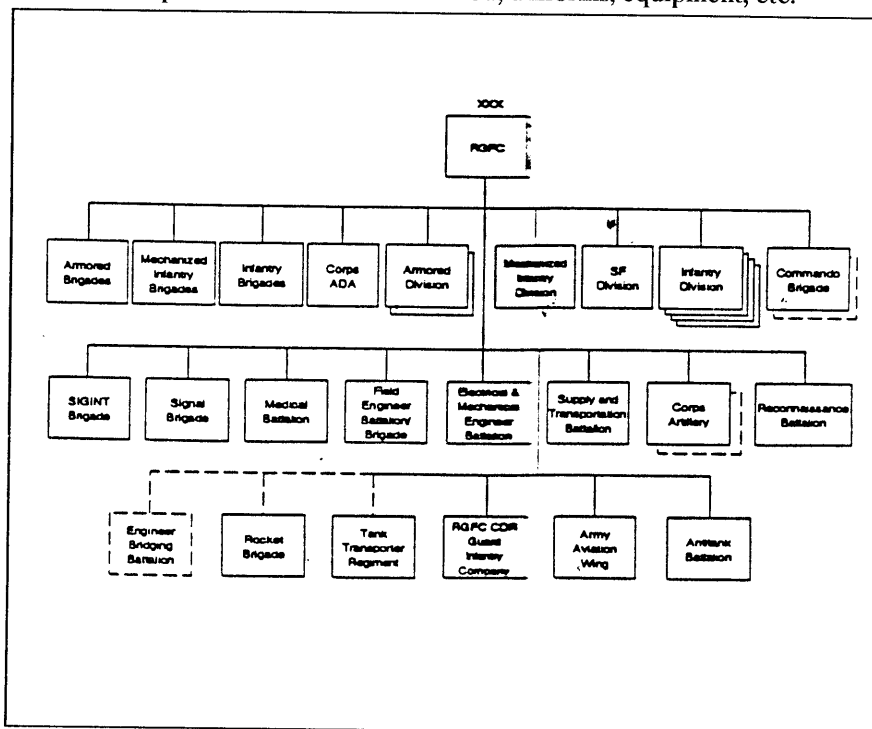 equipment, etc.
XXX
RGFC
Armored
Brigades
Mechanized
Infantry
Brigades
Infantry
Brigades
Corps
ADA
Armored
Division
Mechanized
Infantry
Division
SF
Division
Infantry
Division
Commando
Brigade
SIGINT
Brigade
Signal
Brigade
Medical
Battalion
Field
Engineer
Battalion/
Brigade
&
Engineer
Battalion
Supply and
Transportation
Battalion
Corps
Artillery
Reconnaissance
Battalion
Engineer
Bridging
Battalion
Rocket
Brigade
Tank
Transporter
Regiment
RGFC CDR
Guard
Infantry
Company
Army
Aviation
Wing
Antitank
Battalion